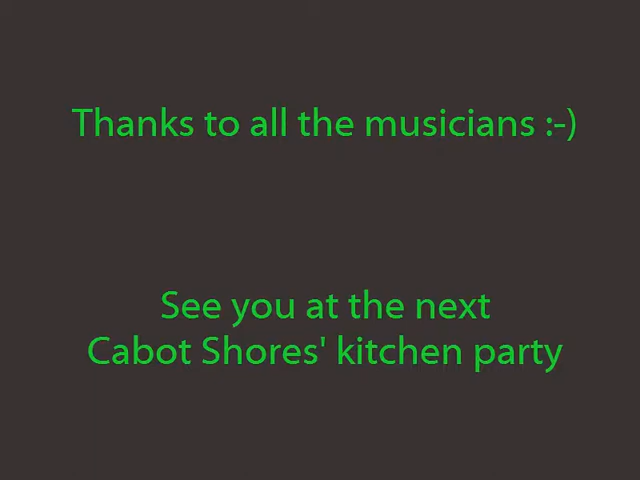 Thanks to all the musicians :-)
See you at the next
Cabot Shores' kitchen party